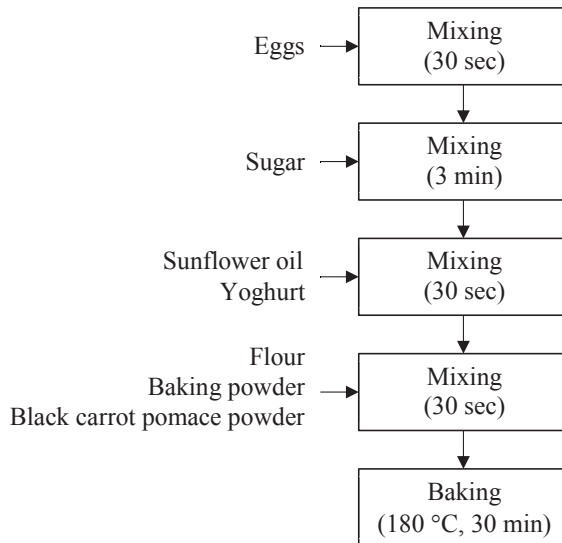 Eggs
Mixing
(30 sec)
Sugar
Mixing
(3 min)
Sunflower oil
Yoghurt
Mixing
(30 sec)
Flour
Baking powder
Black carrot pomace powder
Mixing
(30 sec)
Baking
(180 °C, 30 min)